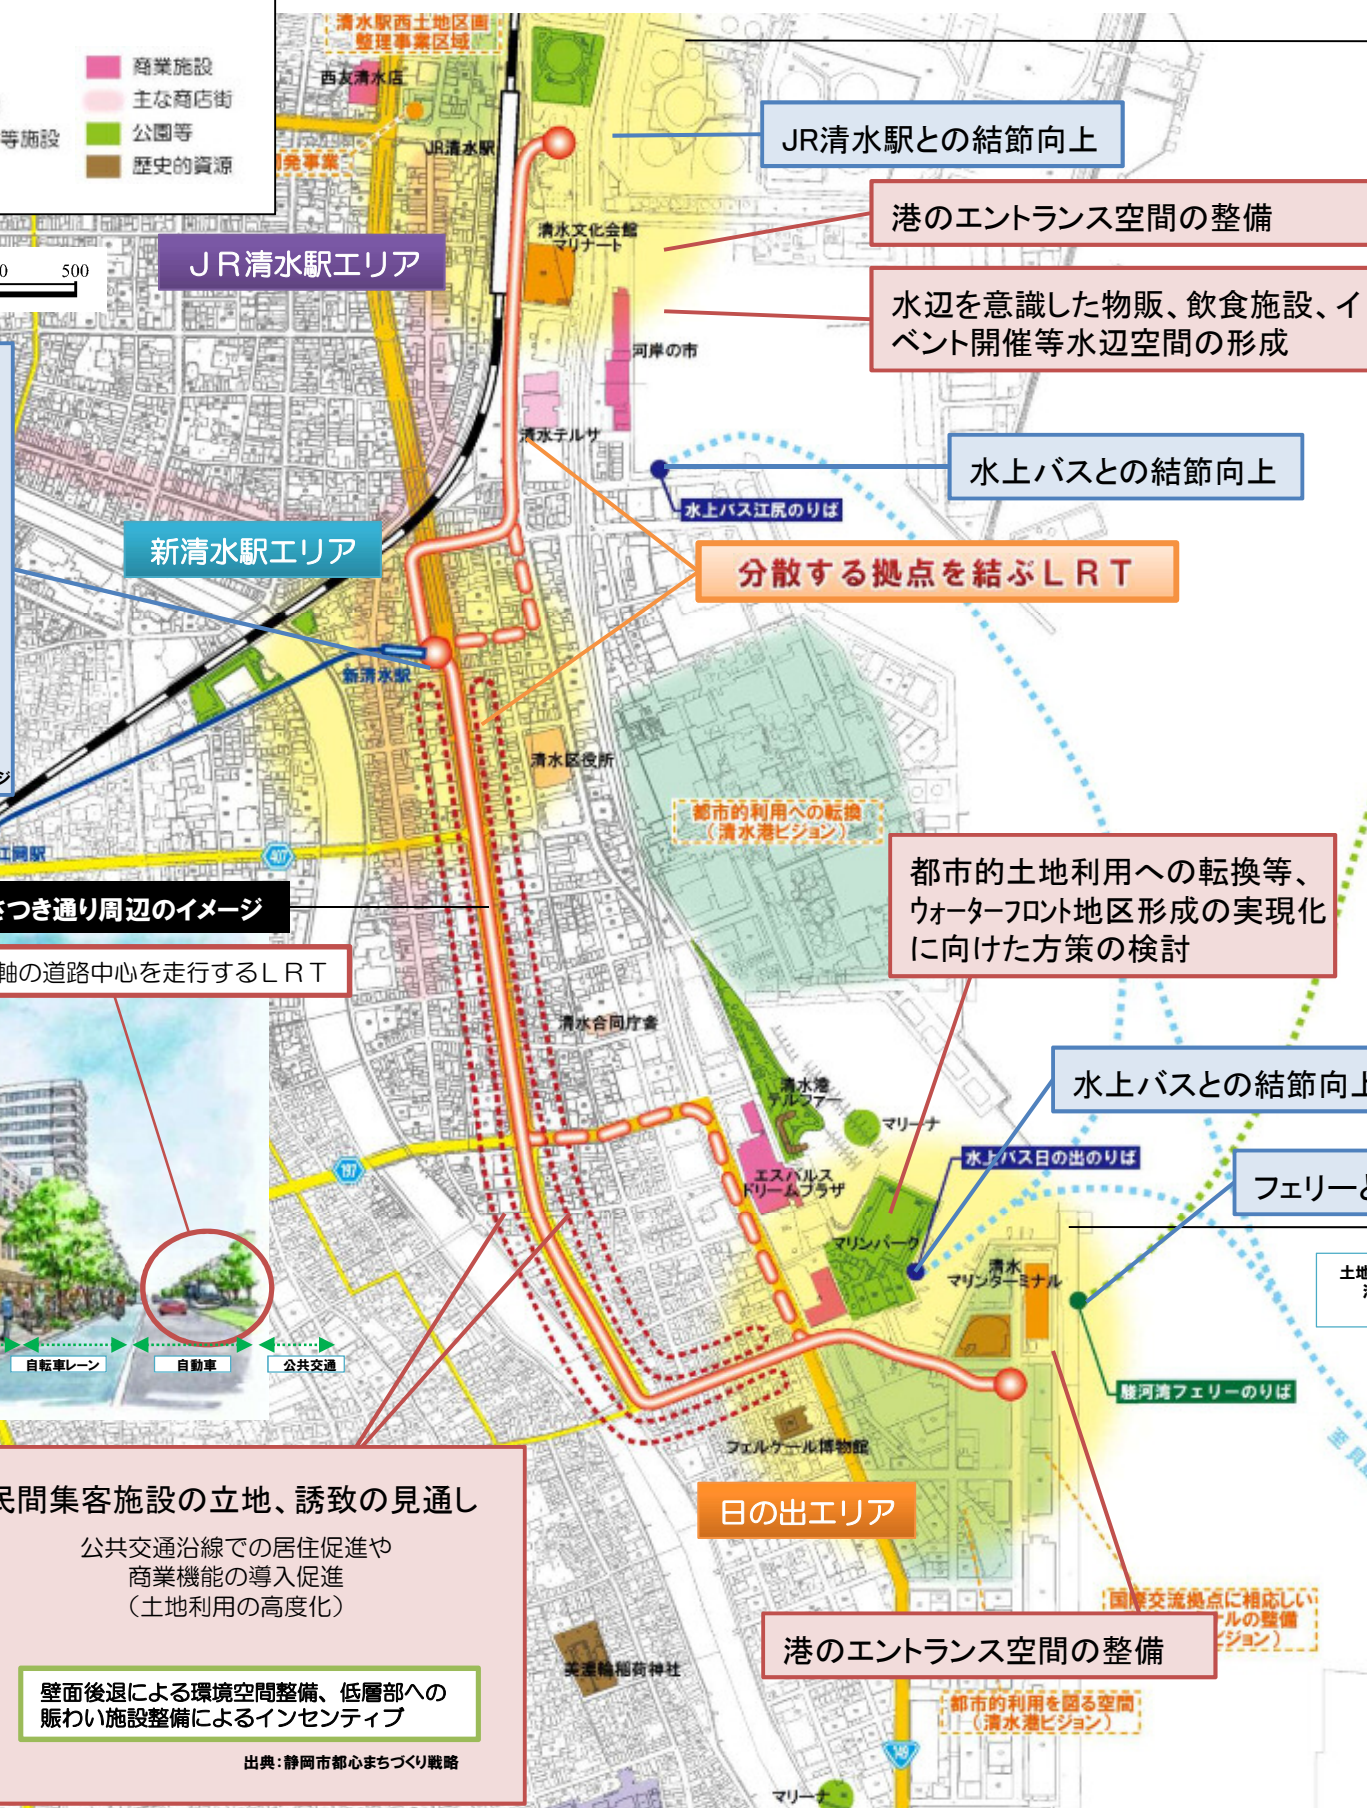 清水駅西土地区画
整理事業区域
商業施設
主な商店街
等施設
公園等
歴史的資源
西友清水店
JR清水駅
発事業
JR清水駅との結節向上
港のエントランス空間の整備
清水文化会館
マリナート
JR清水駅エリア
500
水辺を意識した物販、飲食施設、イ
ベント開催等水辺空間の形成
河岸の市
清水テルサ
水上バスとの結節向上
水上バス江尻のりば
新清水駅エリア
分散する拠点を結ぶLRT
新清水駅
清水区役所
都市的利用への転換
（清水港ビジョン）
ジ
407
都市的土地利用への転換等、
ウォーターフロント地区形成の実現化
に向けた方策の検討
さつき通り周辺のイメージ
軸の道路中心を走行するLRT
清水合同庁舎
清水港
テルファー
マリーナ
水上バスとの結節向上
水上バス日の出のりば
197
エスパルス
ドリームプラザ
フェリーと
マリンパーク
清水
マリンターミナル
土地
自転車レーン
自動車
公共交通
駿河湾フェリーのりば
フェルケール博物館
至
民間集客施設の立地、誘致の見通し
公共交通沿線での居住促進や
商業機能の導入促進
（土地利用の高度化）
日の出エリア
国際交流拠点に相応しい
ナルの整備
ビジョン）
港のエントランス空間の整備
美濃輪稲荷神社
壁面後退による環境空間整備、低層部への
賑わい施設整備によるインセンティブ
都市的利用を図る空間
（清水港ビジョン）
出典：静岡市都心まちづくり戦略
149
マリーナ